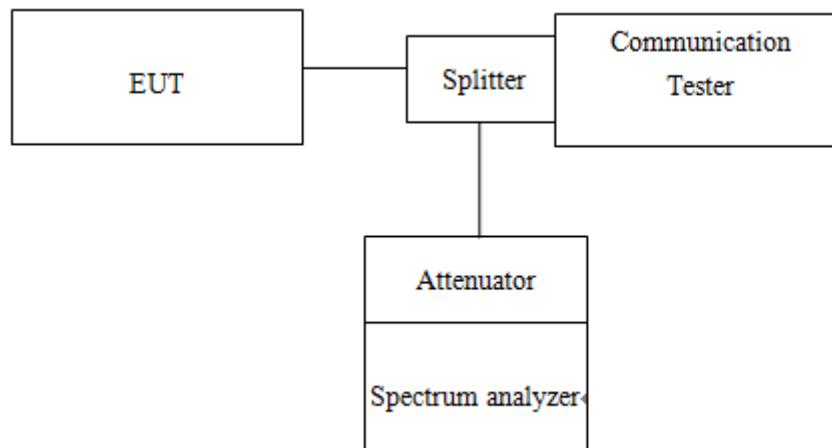 EUT
Splitter
Communication
Tester
Attenuator
Spectrum analyzer